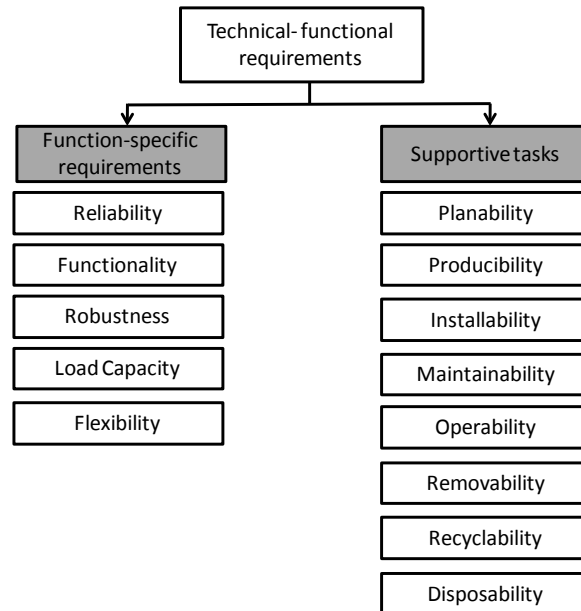 Technical- functional
requirements
Function-specific
requirements
Reliability
Functionality
Robustness
Load Capacity
Flexibility
Supportive tasks
Planability
Producibility
Installability
Maintainability
Operability
Removability
Recyclability
Disposability